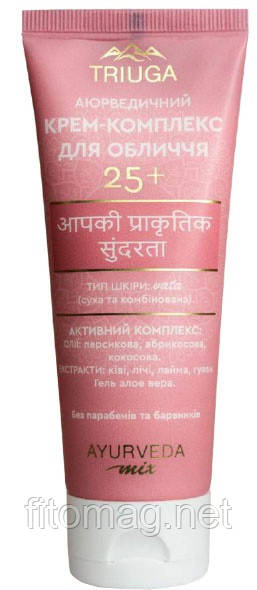 TRIUGA
АЮРВЕДИЧНИЙ
КРЕМ-КОМПЛЕКС
ДЛЯ ОБЛИЧЧЯ
25+
आपकी प्राकृतिक
सुंदरता
ТИП ШКІРИ: vata
(суха та комбінована)
АКТИВНИЙ КОМПЛЕКС:
ОЛІЇ: персикова, абрикосова,
кокосова.
ЕКСТРАКТИ: ківі, лічі, лайма, гуави.
Гель алое вера.
Без парабенів та барвників
AYURVEDA
mix
fitomag.net